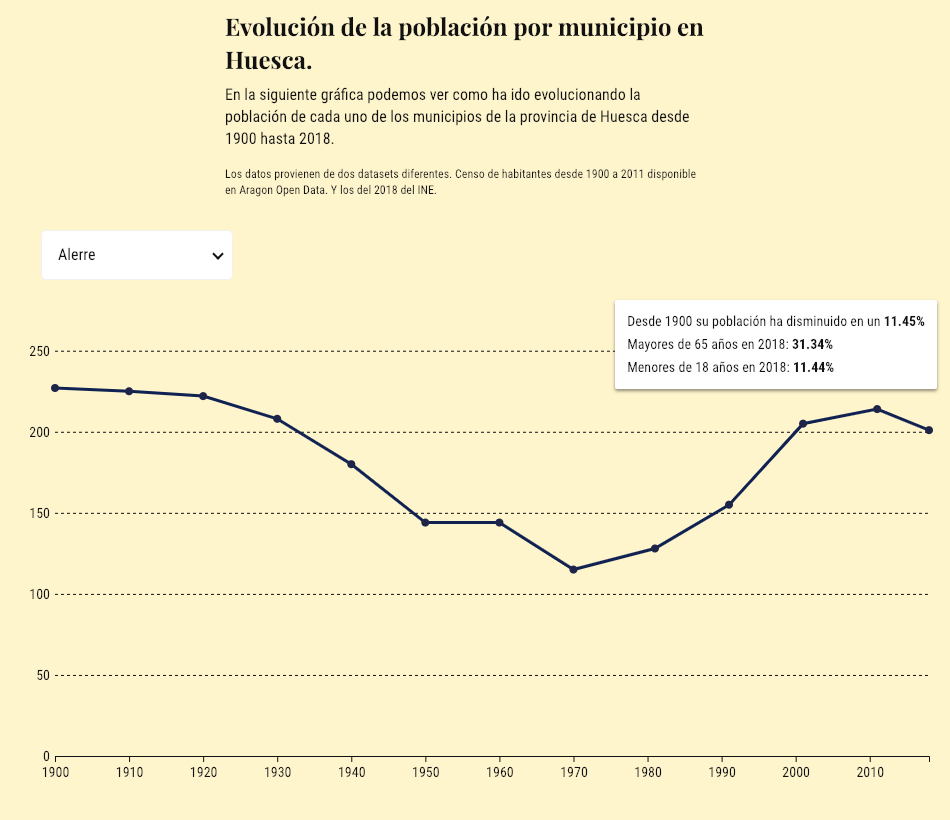 Evolución de la población por municipio en
Huesca.
En la siguiente gráfica podemos ver como ha ido evolucionando la
población de cada uno de los municipios de la provincia de Huesca desde
1900 hasta 2018.
Los datos provienen de dos datasets diferentes. Censo de habitantes desde 1900 a 2011 disponible
en Aragon Open Data. Y los del 2018 del INE.
Alerre
Desde 1900 su población ha disminuido en un 11.45%
Mayores de 65 años en 2018: 31.34%
Menores de 18 años en 2018: 11.44%
250
200
150
100
50
0
1900 1910 1920 1930 1940 1950 1960 1970 1980 1990 2000 2010